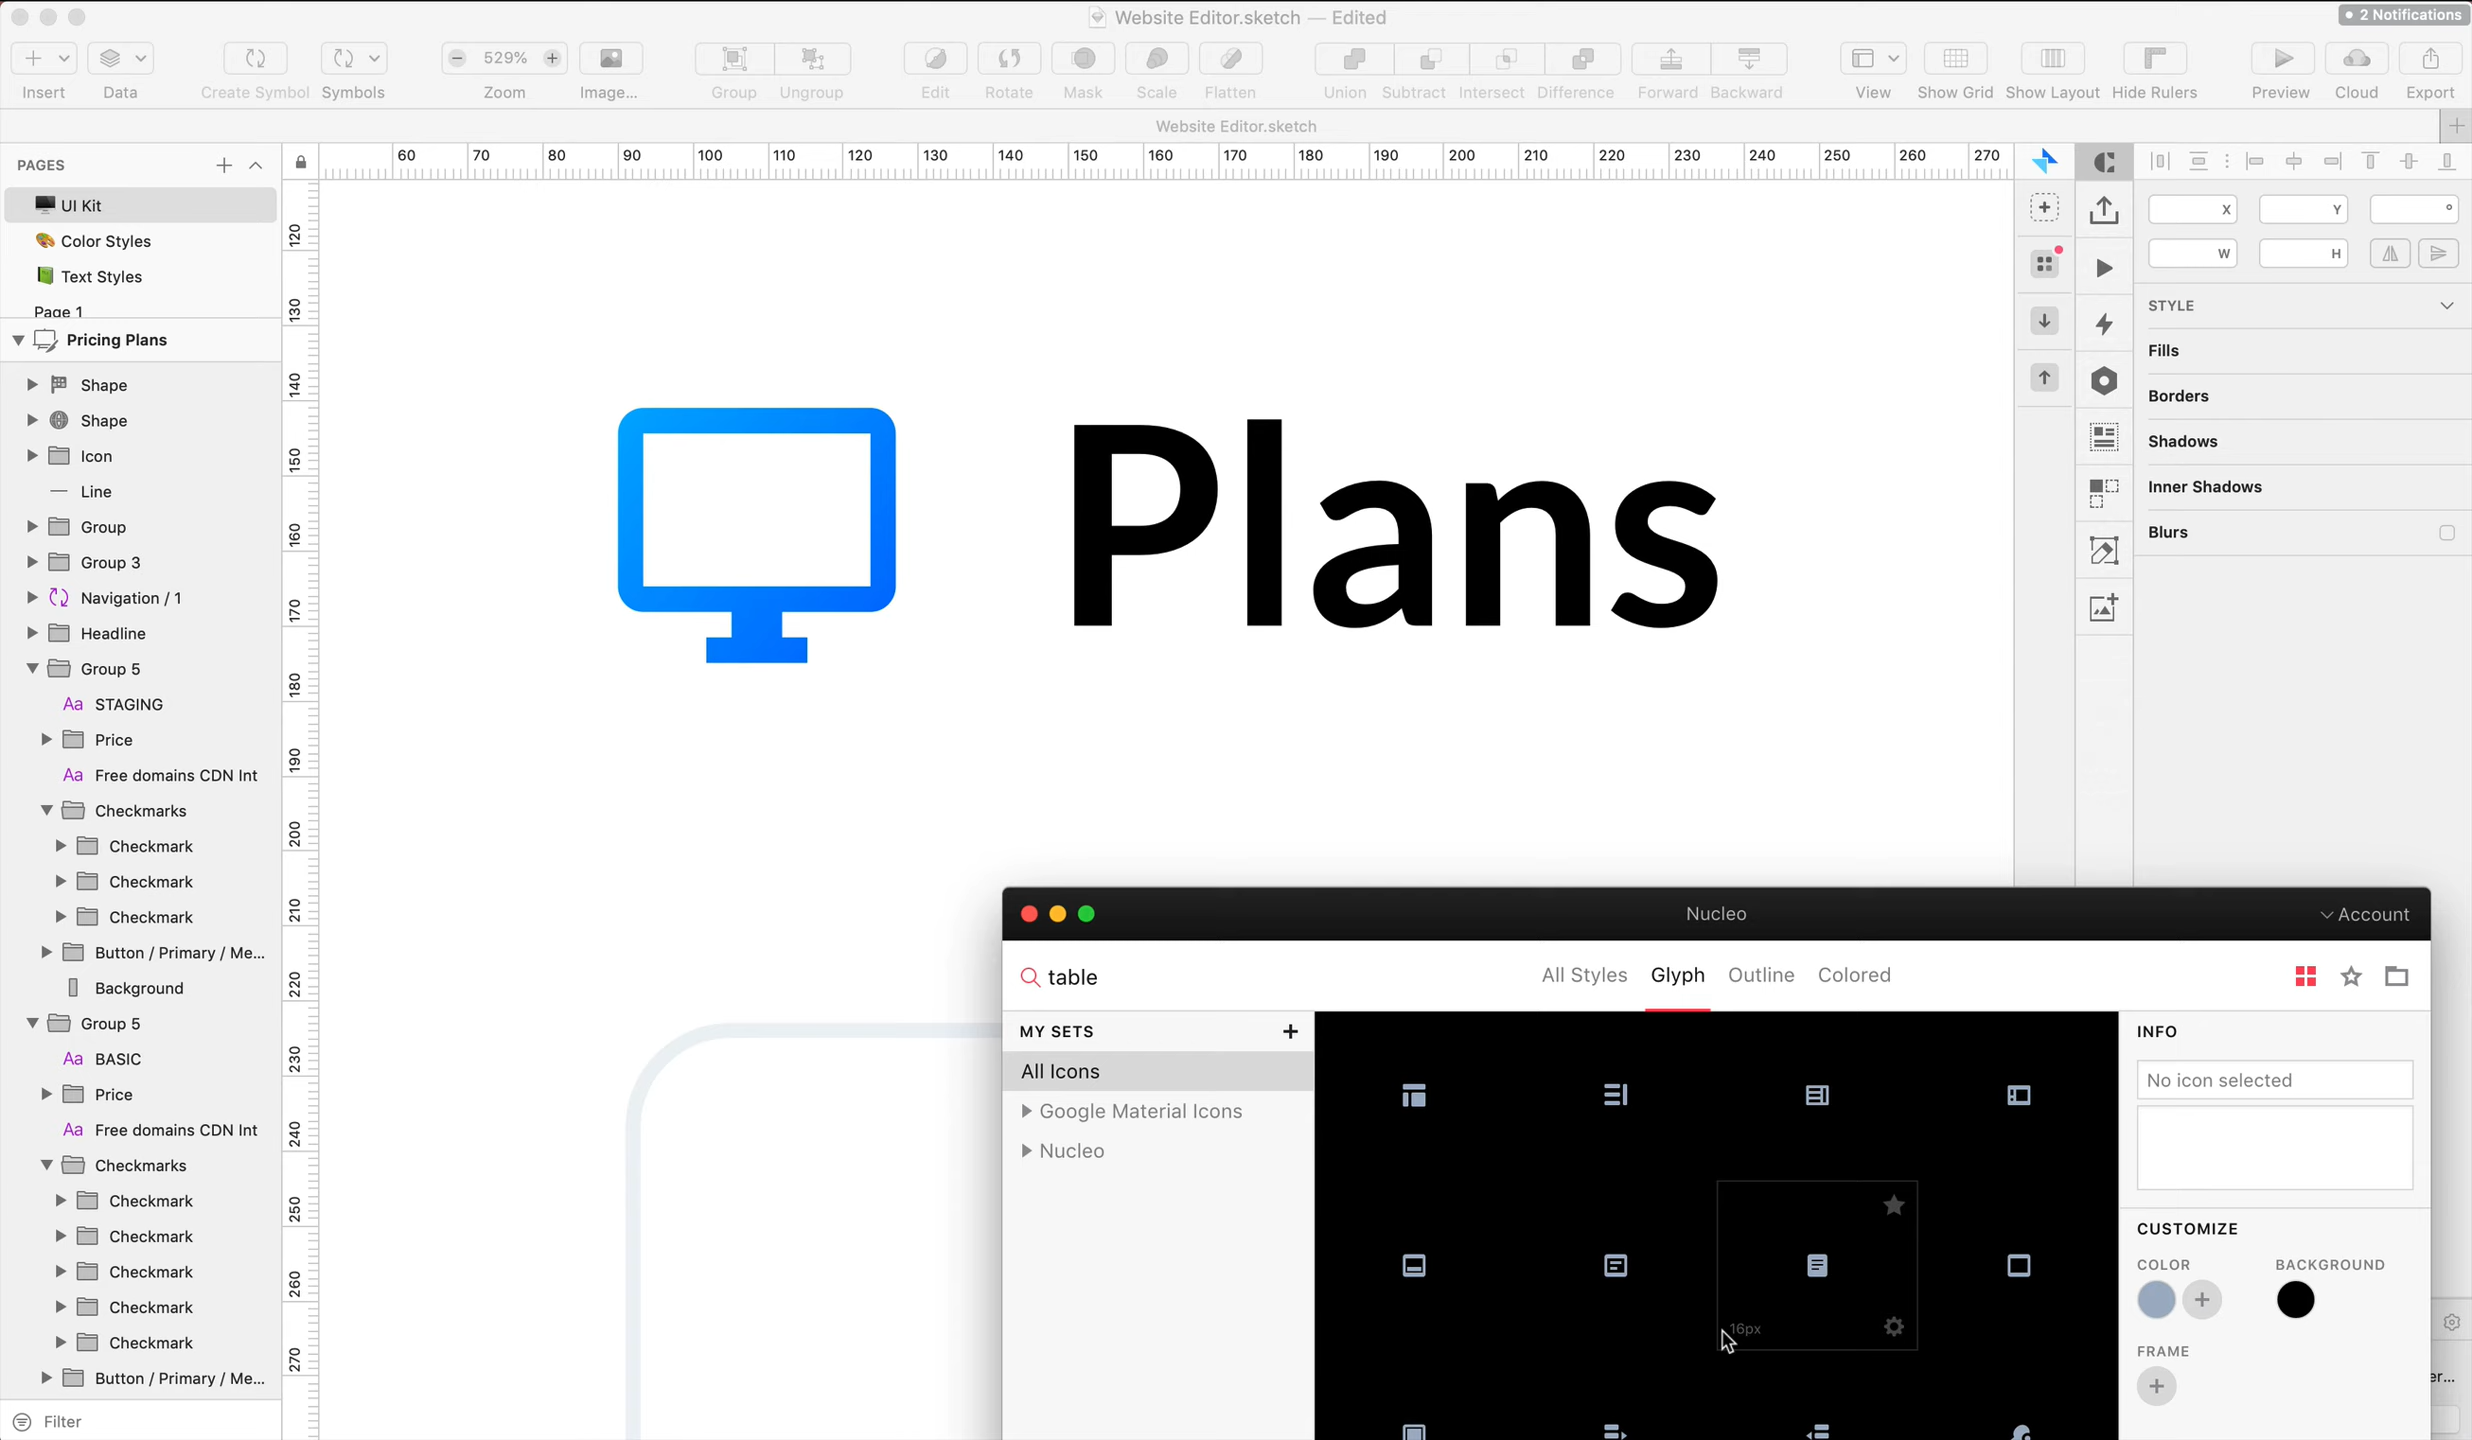 Website Editor.sketch — Edited
2 Notifications
529%
Insert
Data
Create Symbol
Symbols
Zoom
Image...
Group
Ungroup
Edit
Rotate
Mask
Scale
Flatten
Union
Subtract
Intersect
Difference
Forward
Backward
View
Show Grid
Show Layout
Hide Rulers
Preview
Cloud
Export
Website Editor.sketch
PAGES
UI Kit
Color Styles
Text Styles
Page 1
Pricing Plans
Shape
Shape
Icon
Line
Group
Group 3
Navigation / 1
Headline
Group 5
Aa STAGING
Price
Aa Free domains CDN Int
Checkmarks
Checkmark
Checkmark
Checkmark
Button / Primary / Me...
Background
Group 5
Aa BASIC
Price
Aa Free domains CDN Int
Checkmarks
Checkmark
Checkmark
Checkmark
Checkmark
Checkmark
Button / Primary / Me...
Filter
60 70 80 90 100 110 120 130 140 150 160 170 180 190 200 210 220 230 240 250 260 270
120
130
140
150
160
170
180
190
200
210
220
230
240
250
260
270
Plans
X
Y
°
W
H
STYLE
Fills
Borders
Shadows
Inner Shadows
Blurs
Nucleo
Account
table
All Styles
Glyph
Outline
Colored
MY SETS
All Icons
Google Material Icons
Nucleo
16px
INFO
No icon selected
CUSTOMIZE
COLOR
BACKGROUND
FRAME
er...